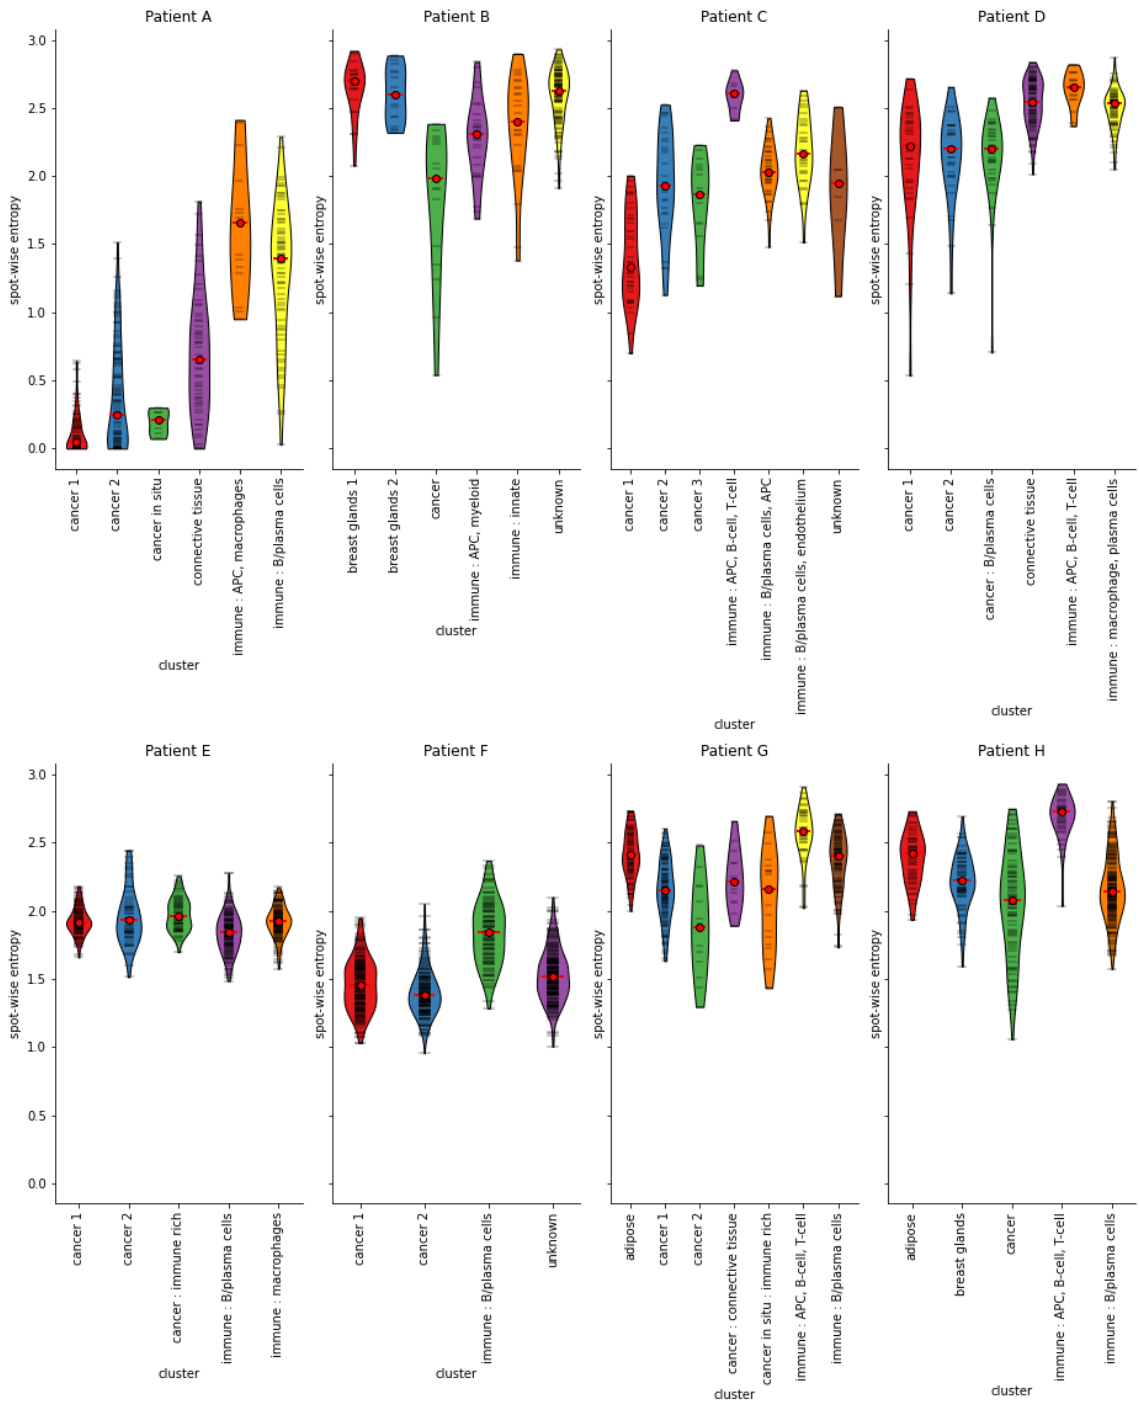 Patient A
Patient B
Patient C
Patient D
3.0
2.5
2.0
1.5
1.0
0.5
0.0
spot-wise entropy
spot-wise entropy
spot-wise entropy
spot-wise entropy
cancer 1
cancer 2
cancer in situ
connective tissue
immune : APC, macrophages
immune : B/plasma cells
cluster
breast glands 1
breast glands 2
cancer
immune : APC, myeloid
immune : innate
unknown
cluster
cancer 1
cancer 2
cancer 3
immune : APC, B-cell, T-cell
immune : B/plasma cells, APC
immune : B/plasma cells, endothelium
unknown
cluster
cancer 1
cancer 2
cancer : B/plasma cells
connective tissue
immune : APC, B-cell, T-cell
immune : macrophage, plasma cells
cluster
Patient E
Patient F
Patient G
Patient H
3.0
2.5
2.0
1.5
1.0
0.5
0.0
spot-wise entropy
spot-wise entropy
spot-wise entropy
spot-wise entropy
cancer 1
cancer 2
cancer : immune rich
immune : B/plasma cells
immune : macrophages
cluster
cancer 1
cancer 2
immune : B/plasma cells
unknown
cluster
adipose
cancer 1
cancer 2
cancer : connective tissue
cancer in situ : immune rich
immune : APC, B-cell, T-cell
immune : B/plasma cells
cluster
adipose
breast glands
cancer
immune : APC, B-cell, T-cell
immune : B/plasma cells
cluster